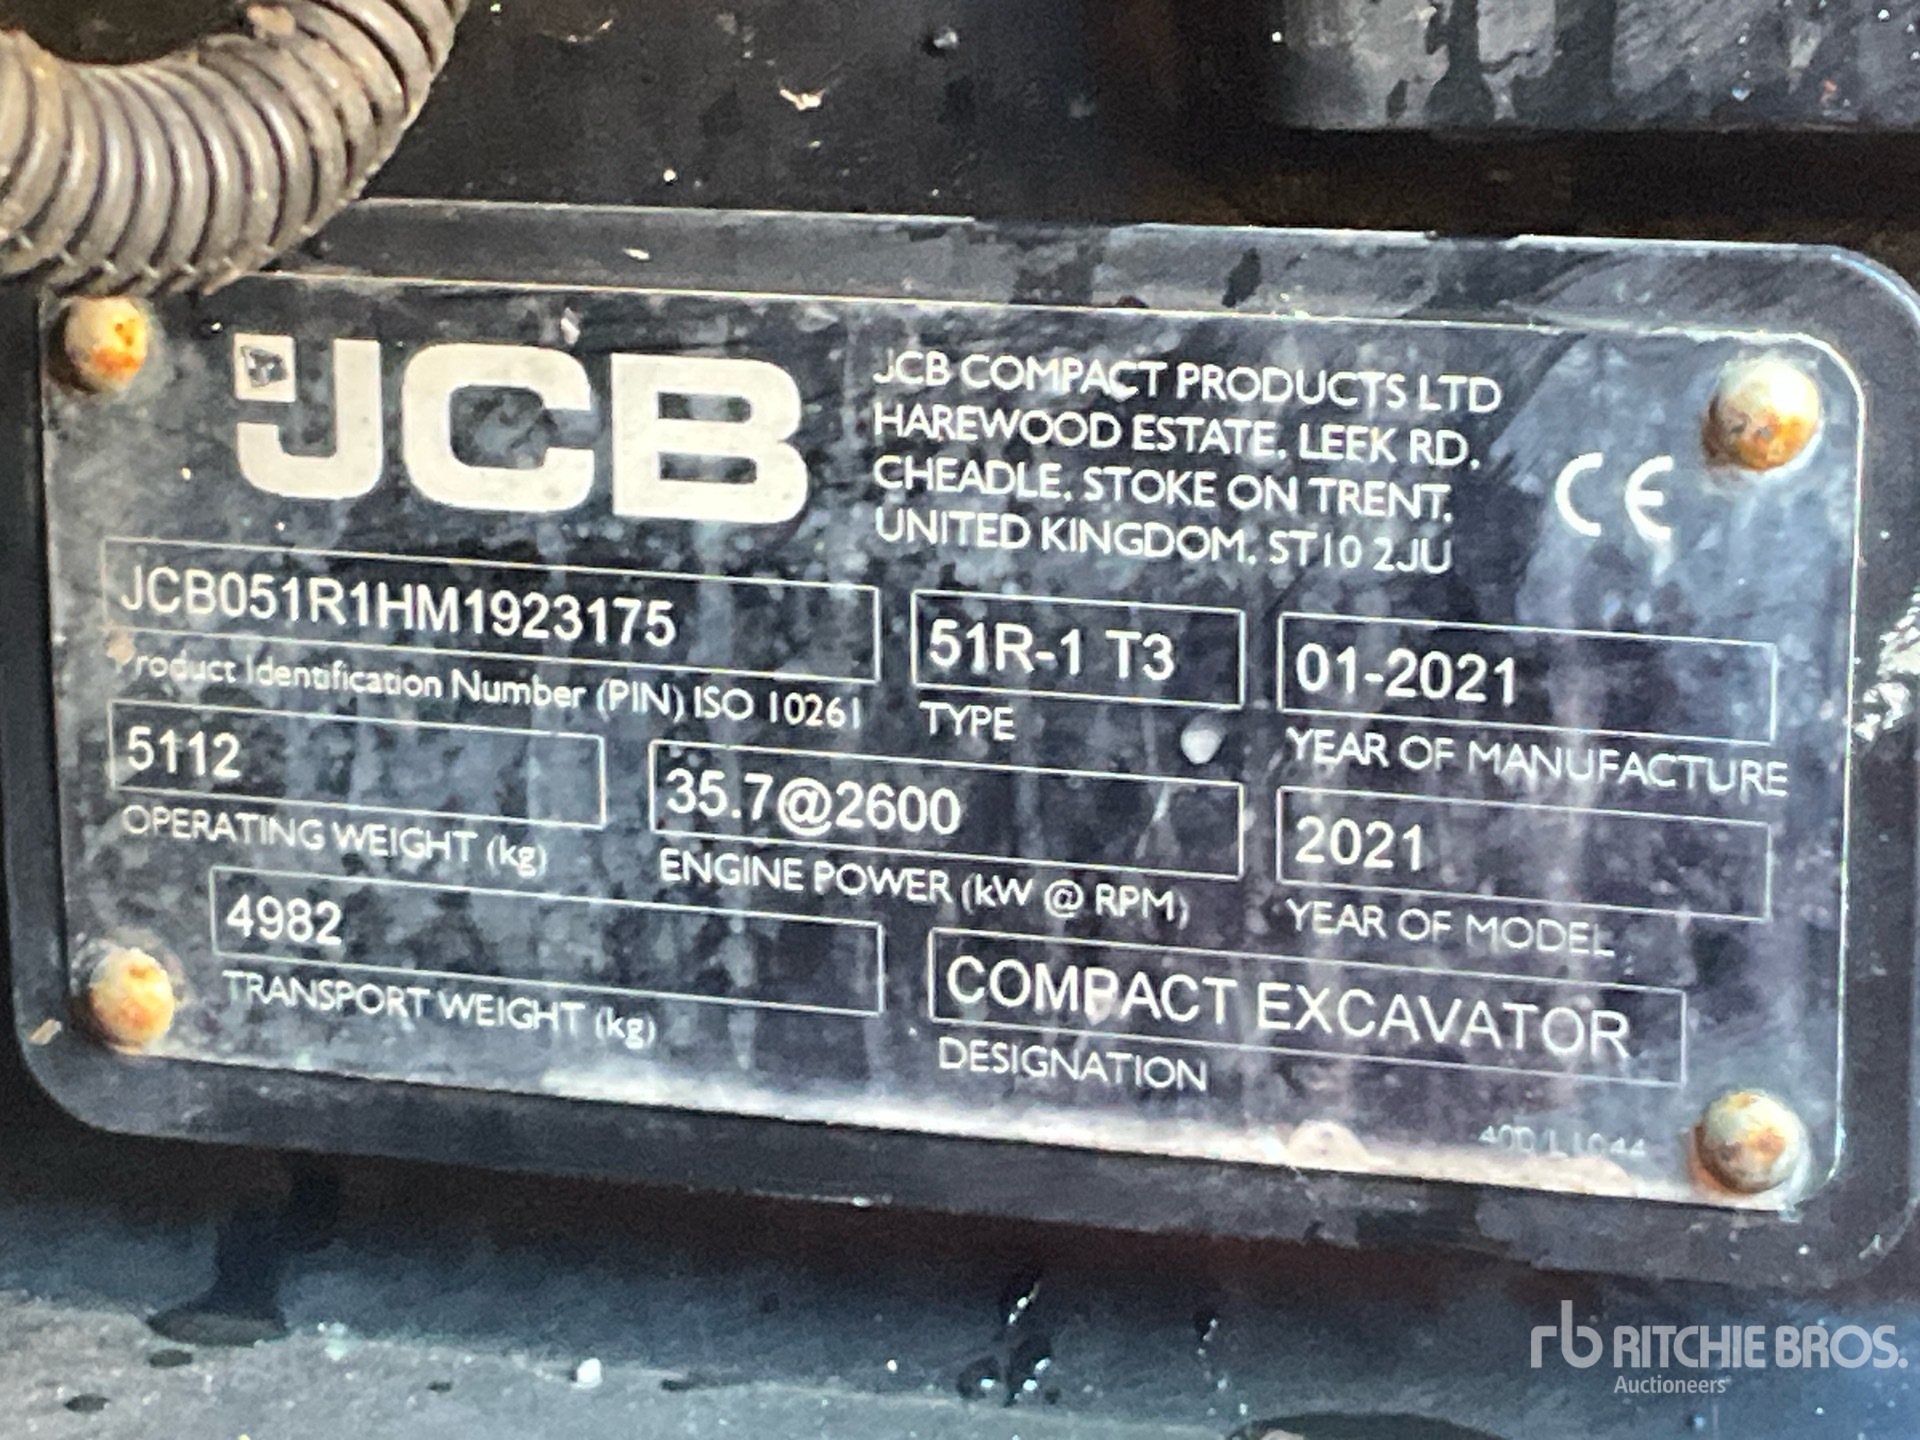 JCB
JCB COMPACT PRODUCTS LTD
HAREWOOD ESTATE, LEEK RD,
CHEADLE, STOKE ON TRENT,
UNITED KINGDOM, ST10 2JU
CE
JCB051R1HM1923175
Product Identification Number (PIN) ISO 10261
51R-1 T3
TYPE
01-2021
YEAR OF MANUFACTURE
5112
OPERATING WEIGHT (kg)
35.7@2600
ENGINE POWER (kW @ RPM)
2021
YEAR OF MODEL
4982
TRANSPORT WEIGHT (kg)
COMPACT EXCAVATOR
DESIGNATION
rb RITCHIE BROS.
Auctioneers